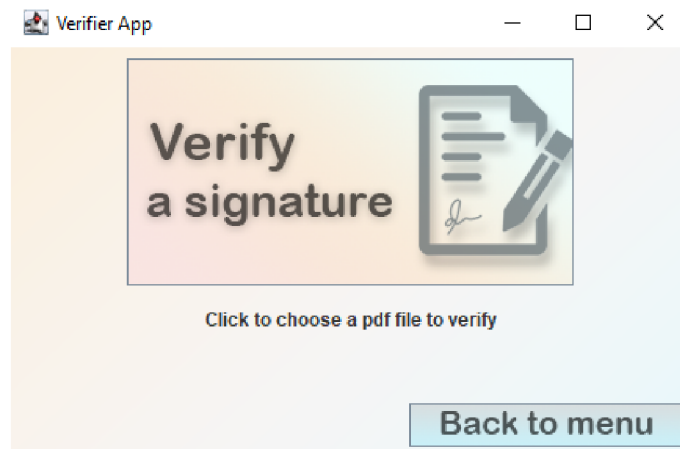 Verifier App
Verify
a signature
Click to choose a pdf file to verify
Back to menu